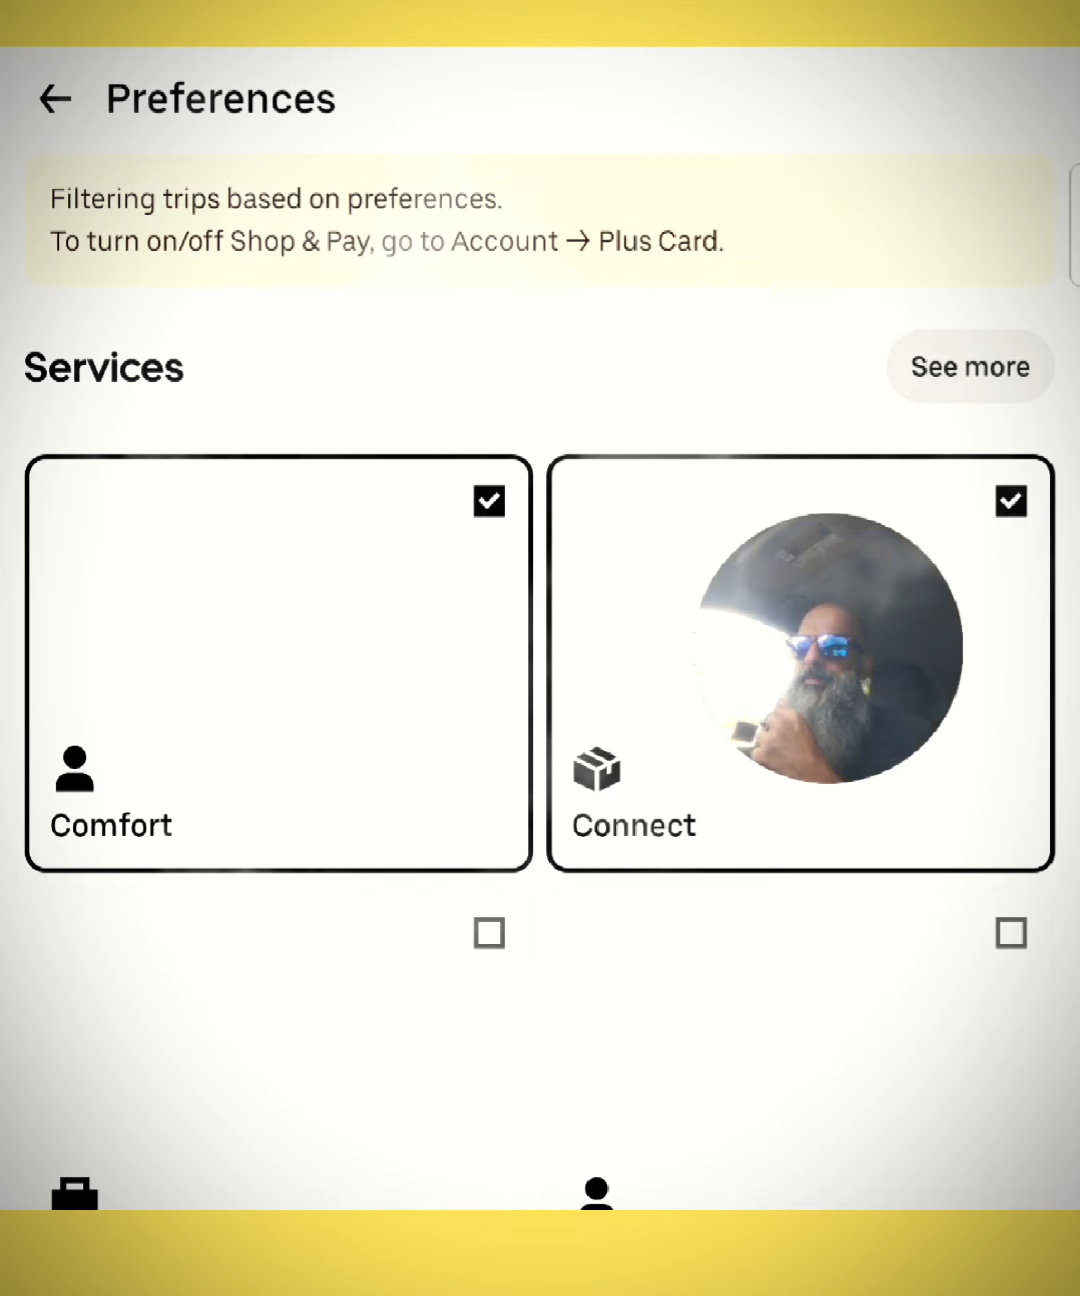 Preferences
Filtering trips based on preferences.
To turn on/off Shop & Pay, go to Account → Plus Card.
Services
See more
Comfort
Connect